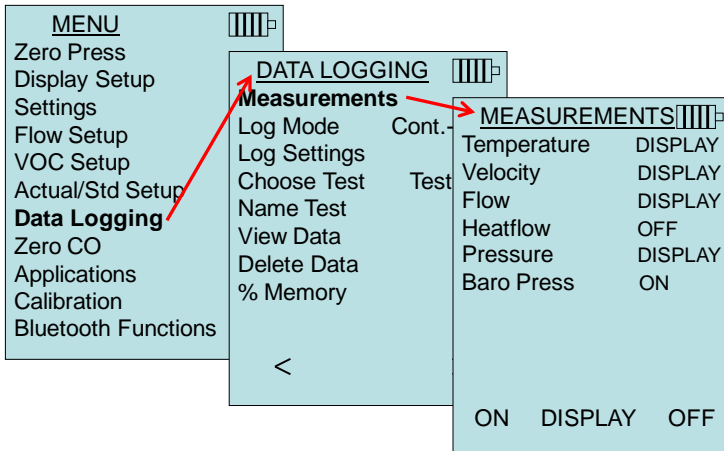 MENU
Zero Press
Display Setup
Settings
Flow Setup
VOC Setup
Actual/Std Setup
Data Logging
Zero CO
Applications
Calibration
Bluetooth Functions
DATA LOGGING
Measurements
Log Mode Cont.-
Log Settings
Choose Test Test
Name Test
View Data
Delete Data
% Memory
<
MEASUREMENTS
Temperature DISPLAY
Velocity DISPLAY
Flow DISPLAY
Heatflow OFF
Pressure DISPLAY
Baro Press ON
ON DISPLAY OFF